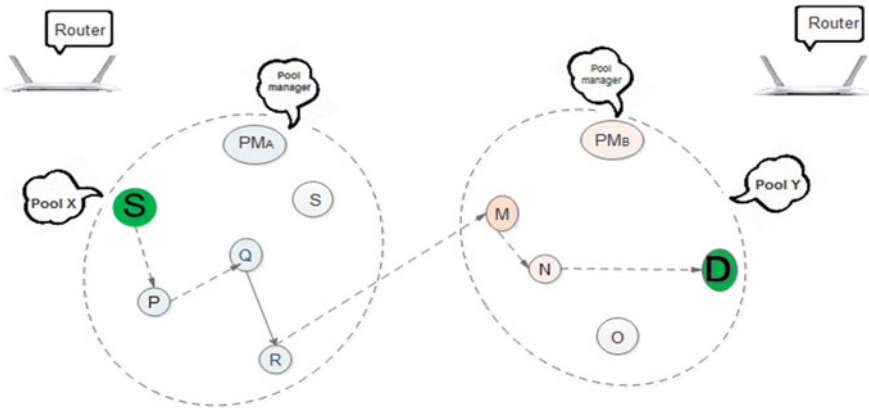 Router
Router
Pool
manager
Pool
manager
PMA
PMB
Pool X
S
S
M
Pool Y
Q
N
D
P
R
O